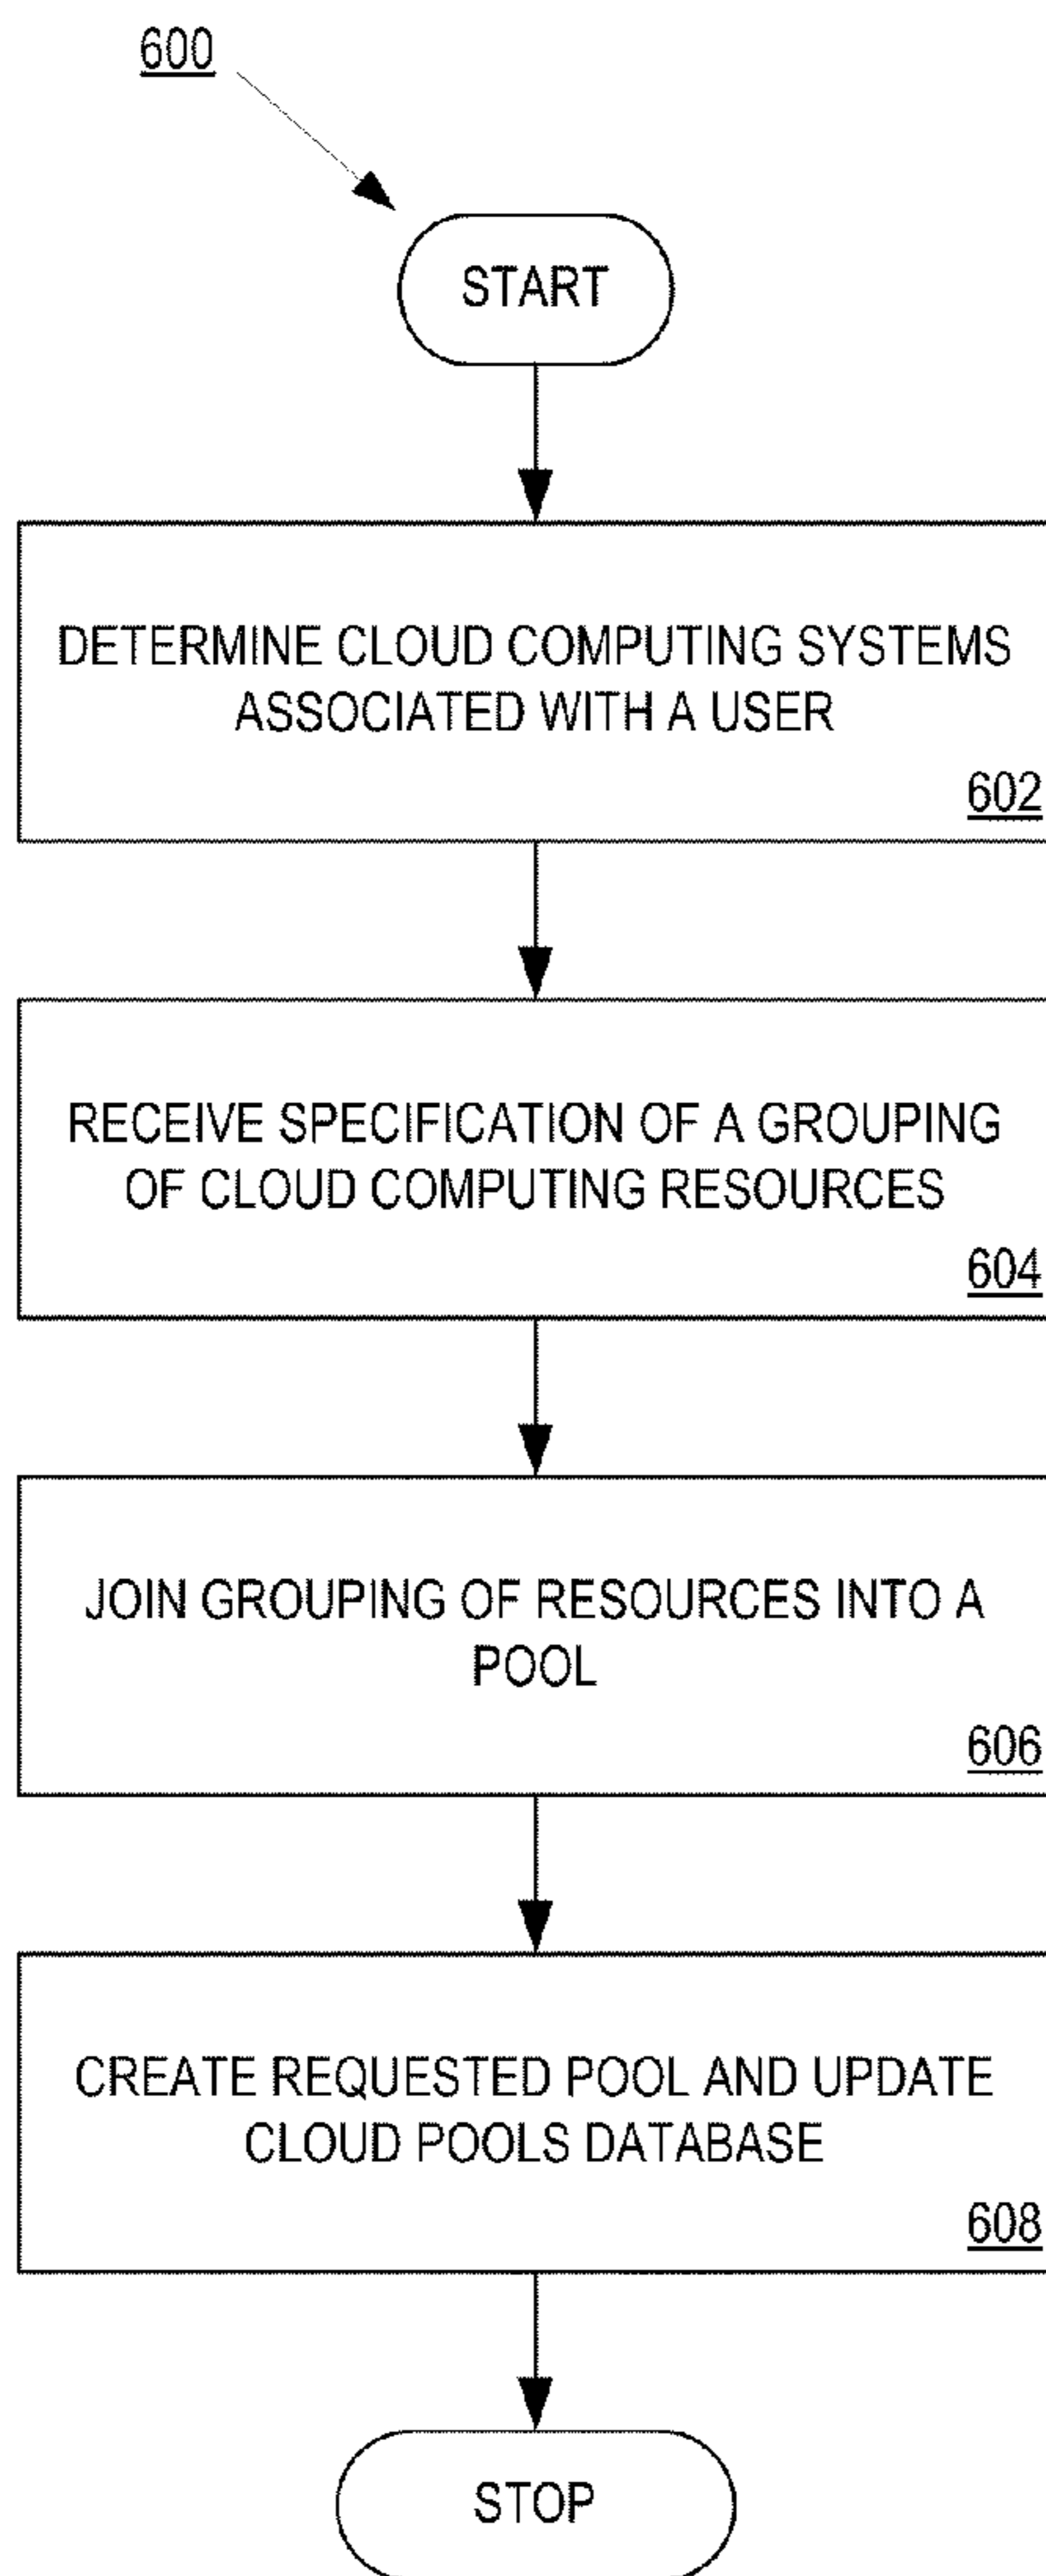 600
START
DETERMINE CLOUD COMPUTING SYSTEMS
ASSOCIATED WITH A USER
602
RECEIVE SPECIFICATION OF A GROUPING
OF CLOUD COMPUTING RESOURCES
604
JOIN GROUPING OF RESOURCES INTO A
POOL
606
CREATE REQUESTED POOL AND UPDATE
CLOUD POOLS DATABASE
608
STOP